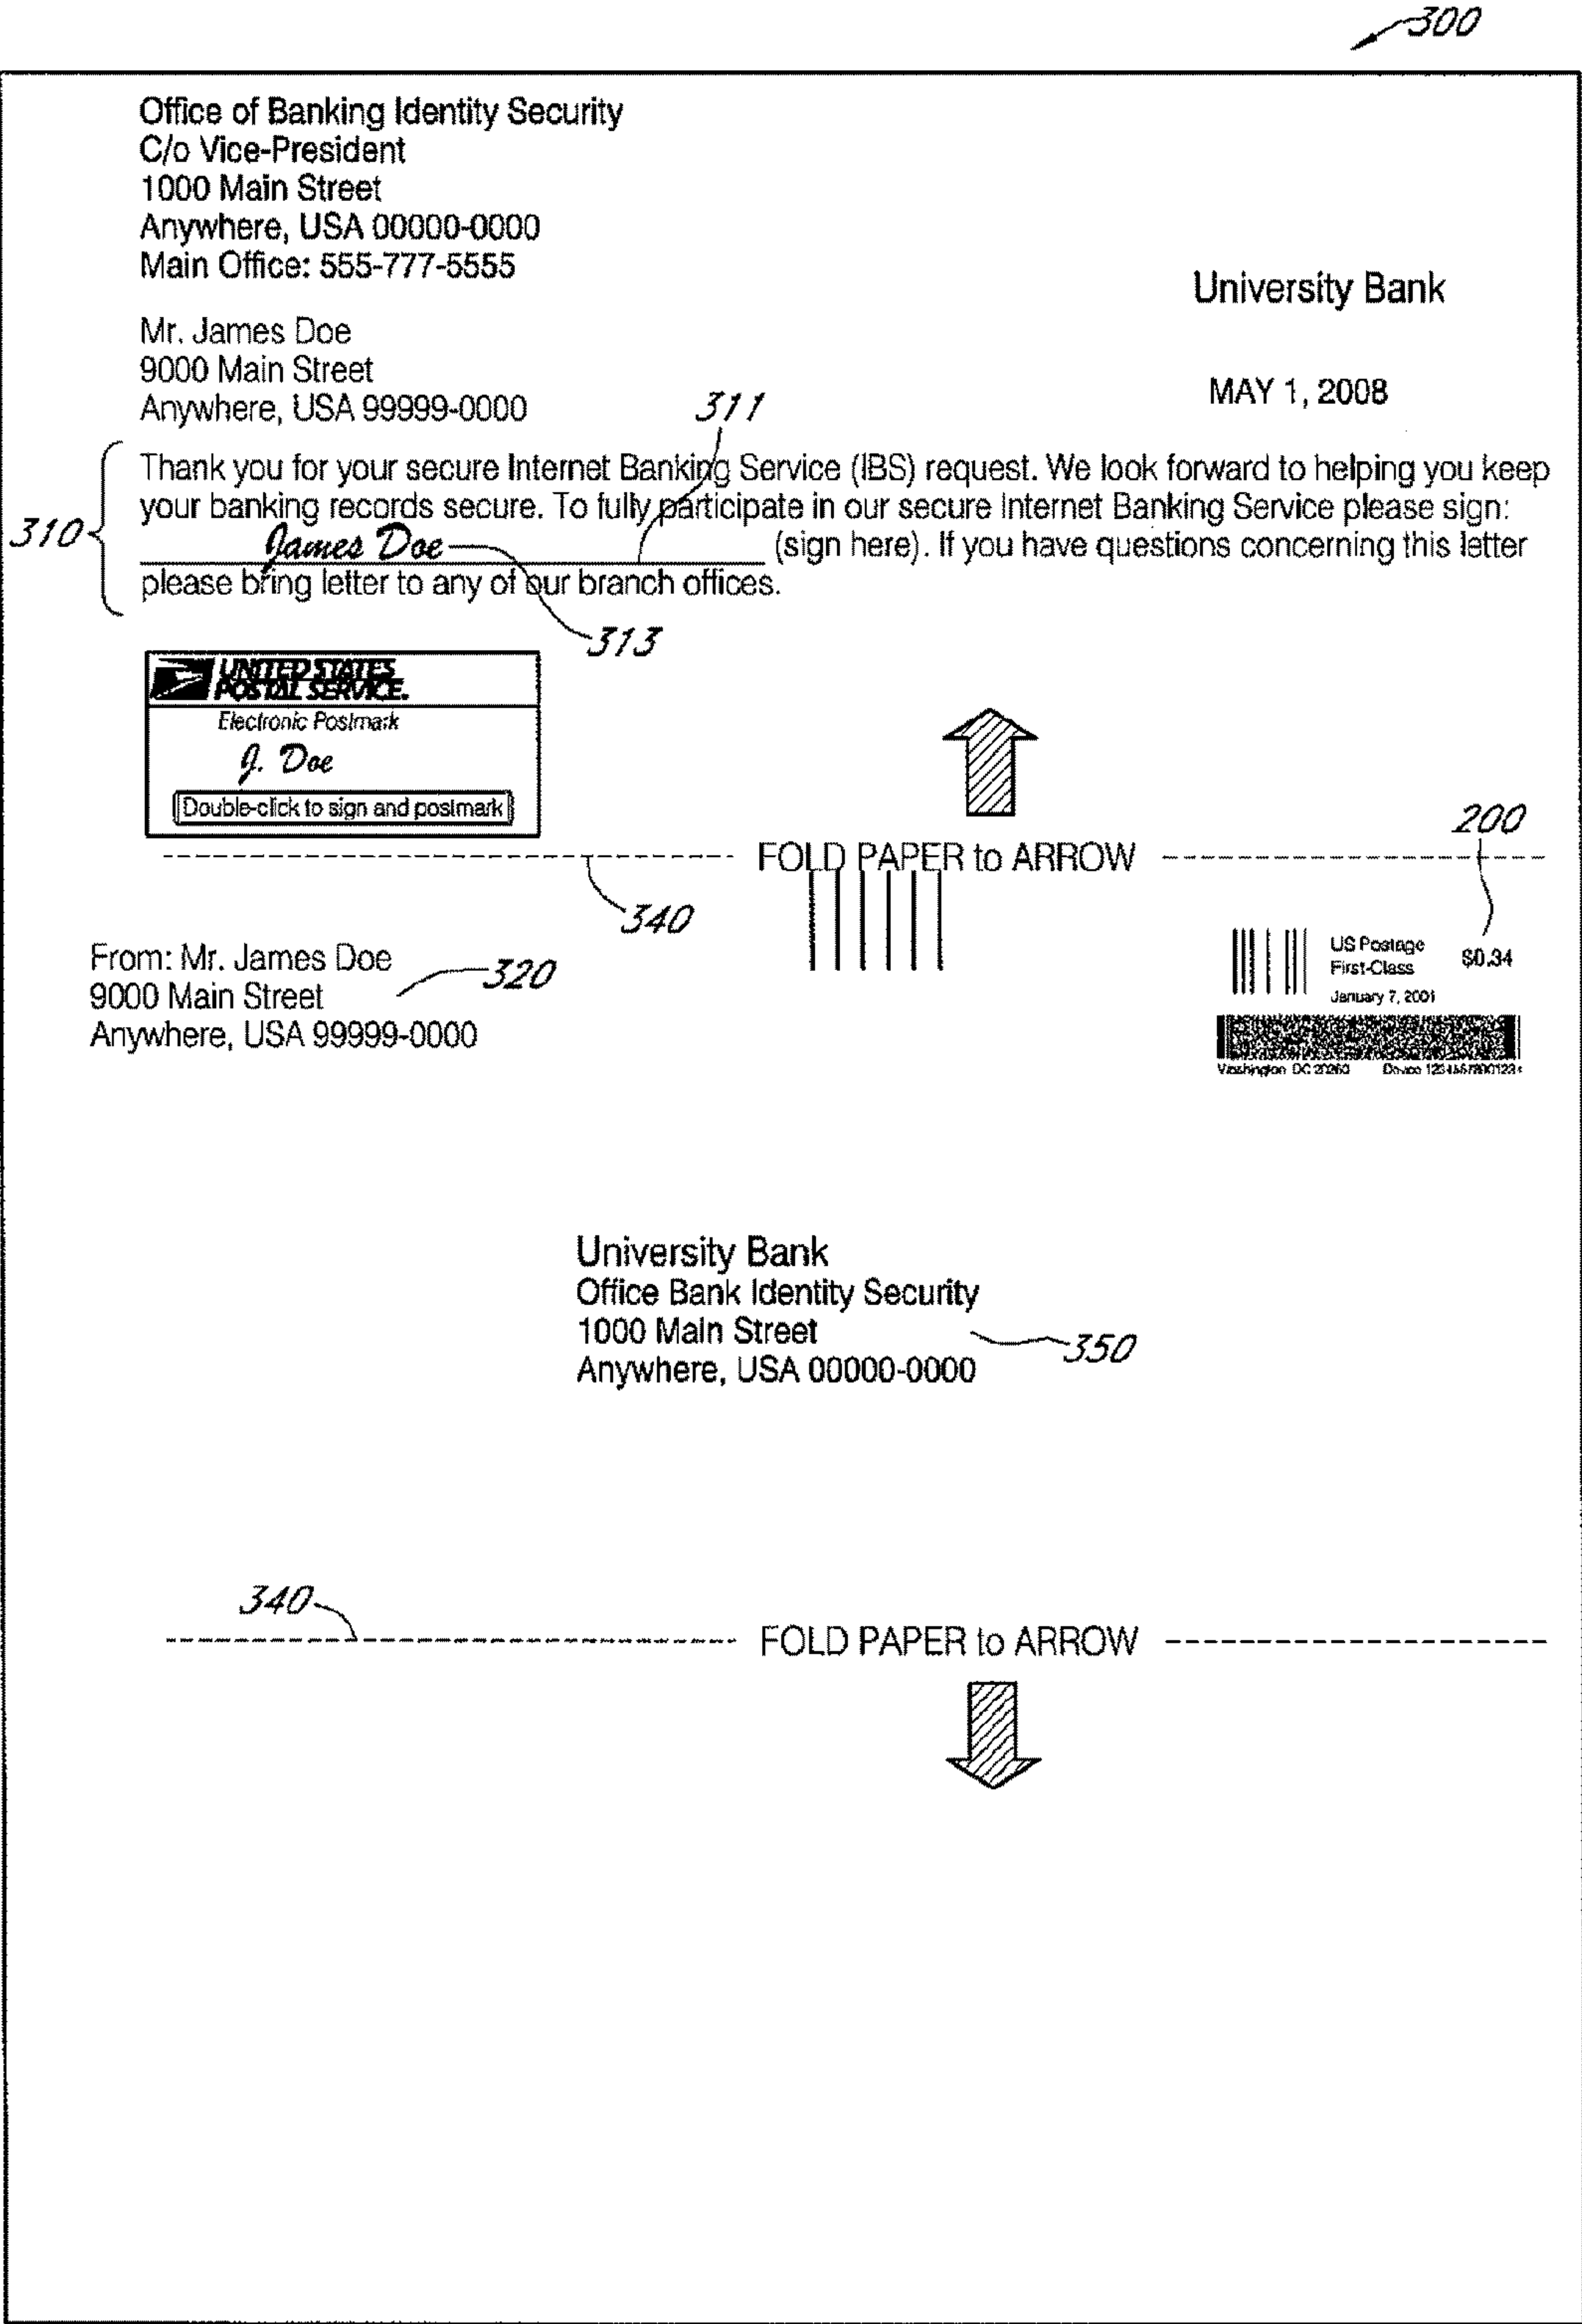 300
Office of Banking Identity Security
C/o Vice-President
1000 Main Street
Anywhere, USA 00000-0000
Main Office: 555-777-5555
University Bank
Mr. James Doe
9000 Main Street
Anywhere, USA 99999-0000
MAY 1, 2008
311
310
Thank you for your secure Internet Banking Service (IBS) request. We look forward to helping you keep
your banking records secure. To fully participate in our secure Internet Banking Service please sign:
James Doe (sign here). If you have questions concerning this letter
please bring letter to any of our branch offices.
313
UNITED STATES
POSTAL SERVICE.
Electronic Postmark
J. Doe
Double-click to sign and postmark
200
FOLD PAPER to ARROW
340
From: Mr. James Doe
9000 Main Street
Anywhere, USA 99999-0000
320
US Postage
First-Class
$0.34
January 7, 2001
Washington DC 20260
University Bank
Office Bank Identity Security
1000 Main Street
Anywhere, USA 00000-0000
350
340
FOLD PAPER to ARROW